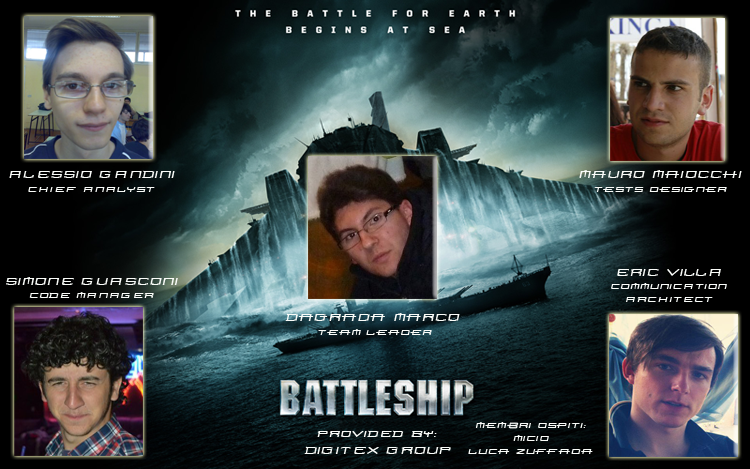 THE BATTLE FOR EARTH
BEGINS AT SEA
KING'S
ALESSIO GANDINI
CHIEF ANALYST
MAURO MAIOCCHI
TESTS DESIGNER
SIMONE GUASCONI
CODE MANAGER
ERIC VILLA
COMMUNICATION
ARCHITECT
DAGRADA MARCO
TEAM LEADER
BATTLESHIP
PROVIDED BY:
DIGITEX GROUP
MEMBRI OSPITI:
MICIO
LUCA ZUFFADA